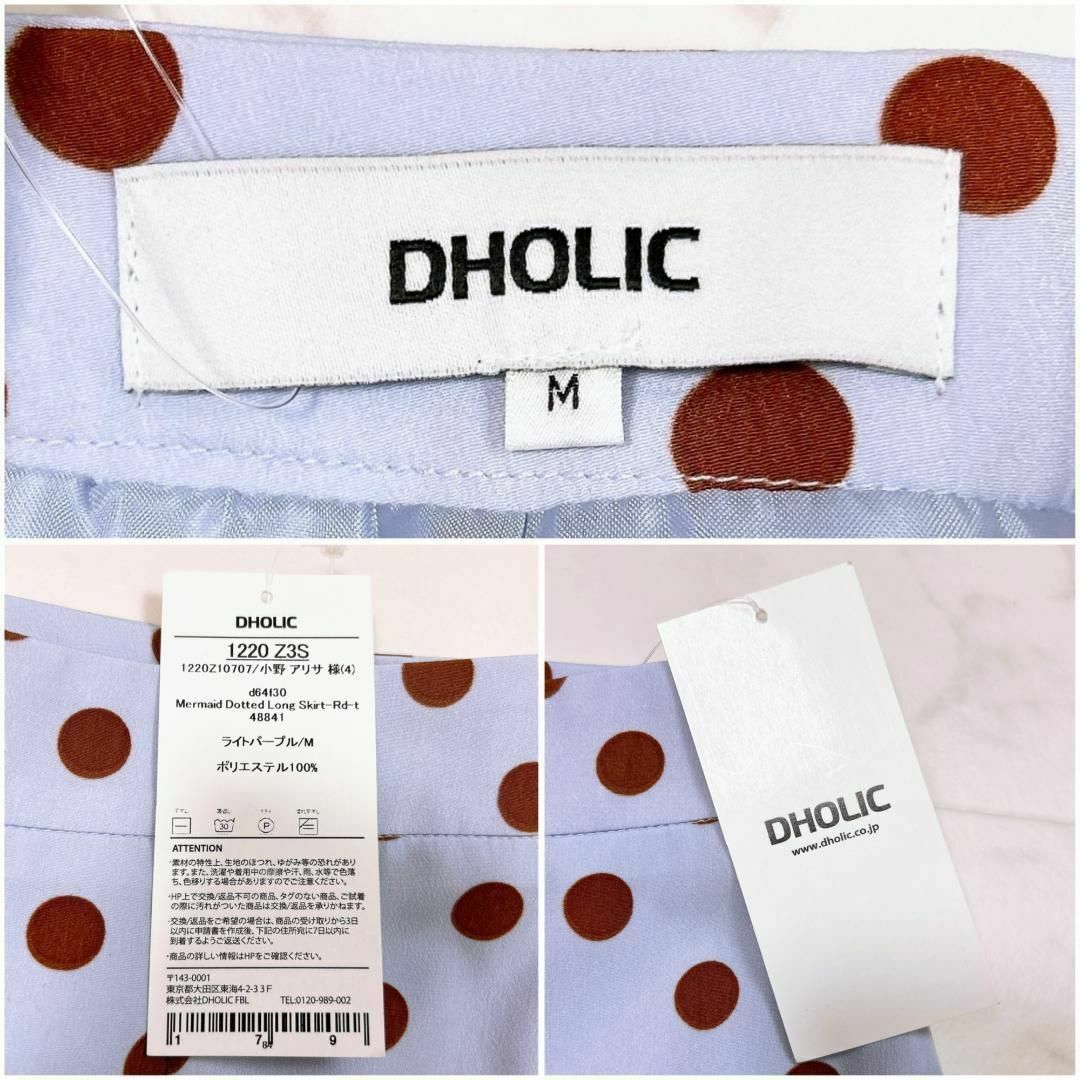 DHOLIC
M
DHOLIC
1220 Z3S
1220Z10707/小野 アリサ 様(4)
d64f30
Mermaid Dotted Long Skirt-Rd-t
48841
ライトパープル/M
ポリエステル100%
30
P
ATTENTION
・素材の特性上、生地のほつれ、ゆがみ等の恐れがあり
ます。また、洗濯や着用中の摩擦や汗、雨、水等で色落
ち、色移りする場合がありますのでご注意ください。
・HP上で交換/返品不可の商品、タグのない商品、ご試着
の際に汚れがついた商品は交換/返品を承りかねます。
・交換/返品をご希望の場合は、商品の受け取りから3日
以内に申請書を作成後、下記の住所宛に7日以内に
到着するようご返送ください。
・商品の詳しい情報はHPをご確認ください。
〒143-0001
東京都大田区東海4-2-3 3F
株式会社DHOLIC FBL TEL:0120-989-002
1 7 84 9
DHOLIC
www.dholic.co.jp